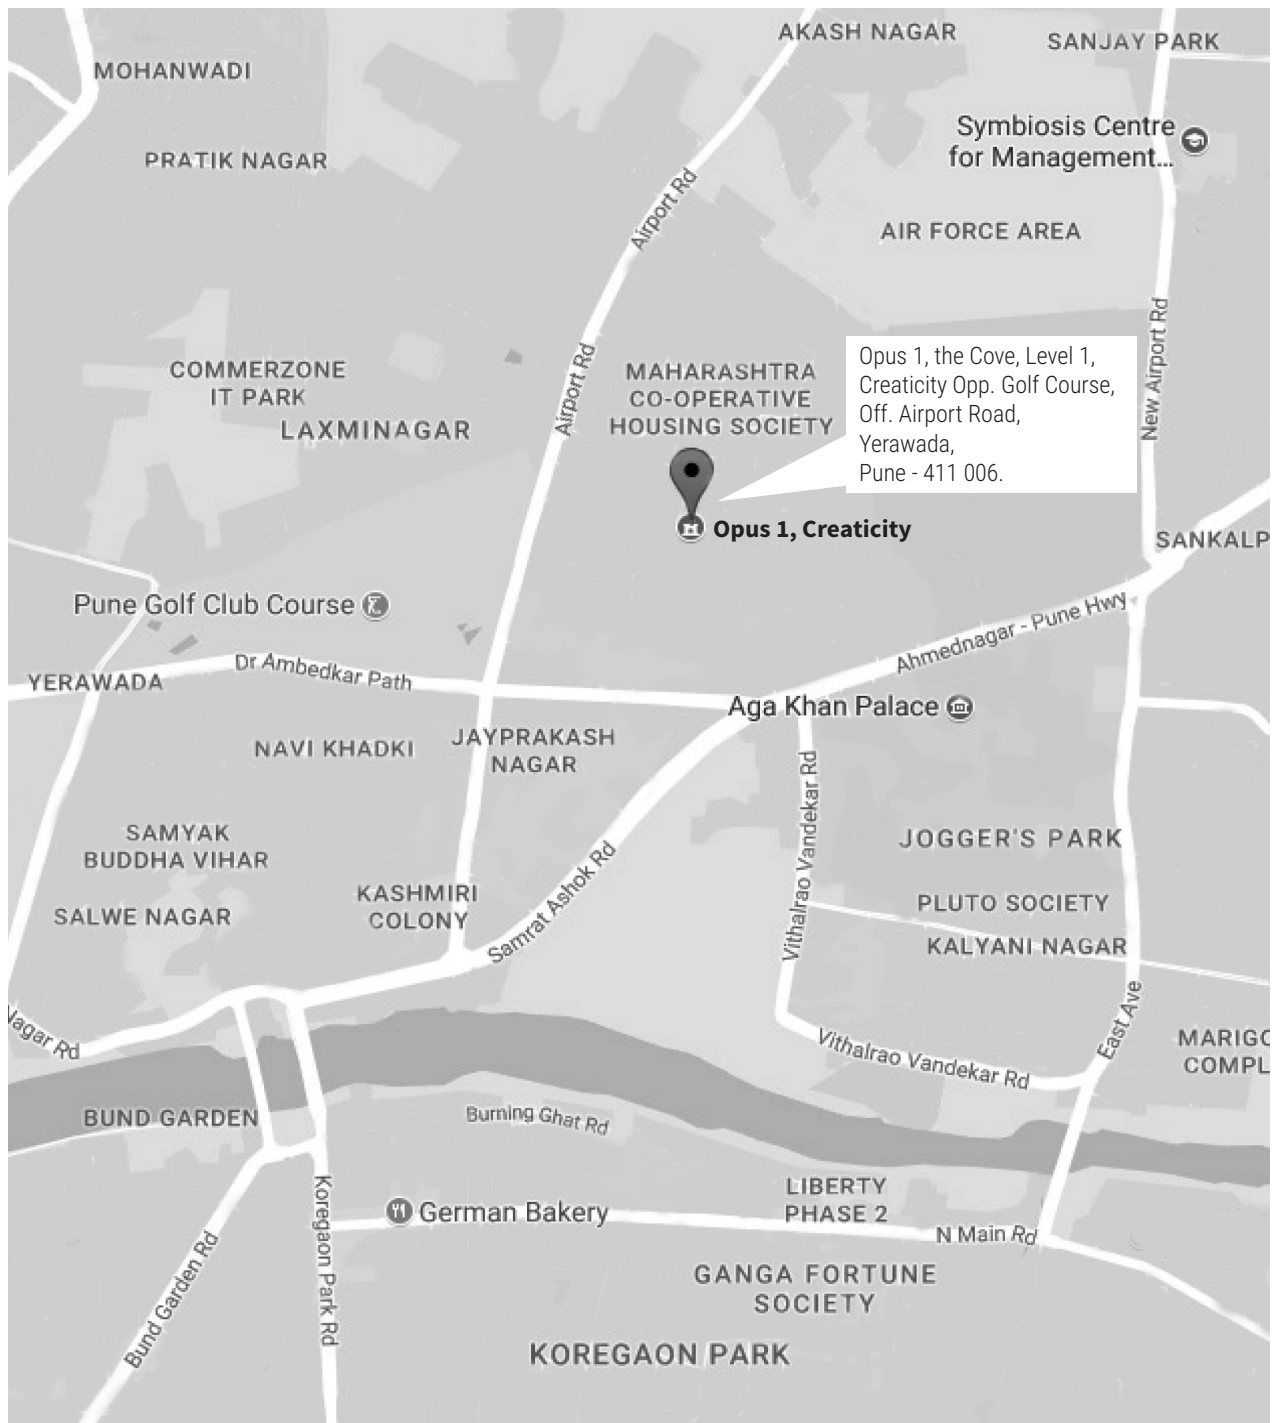 AKASH NAGAR
SANJAY PARK
MOHANWADI
Symbiosis Centre
for Management...
PRATIK NAGAR
Airport Rd
AIR FORCE AREA
New Airport Rd
COMMERZONE
IT PARK
LAXMINAGAR
Airport Rd
MAHARASHTRA
CO-OPERATIVE
HOUSING SOCIETY
Opus 1, the Cove, Level 1,
Creaticity Opp. Golf Course,
Off. Airport Road,
Yerawada,
Pune - 411 006.
Opus 1, Creaticity
SANKALP
Pune Golf Club Course
Ahmednagar - Pune Hwy
YERAWADA
Dr Ambedkar Path
Aga Khan Palace
NAVI KHADKI
JAYPRAKASH
NAGAR
Vithalrao Vandekar Rd
SAMYAK
BUDDHA VIHAR
JOGGER'S PARK
Samrat Ashok Rd
KASHMIRI
COLONY
SALWE NAGAR
PLUTO SOCIETY
KALYANI NAGAR
East Ave
Nagar Rd
Vithalrao Vandekar Rd
MARIGO
COMPL
BUND GARDEN
Burning Ghat Rd
LIBERTY
PHASE 2
German Bakery
N Main Rd
Koregaon Park Rd
Bund Garden Rd
GANGA FORTUNE
SOCIETY
KOREGAON PARK